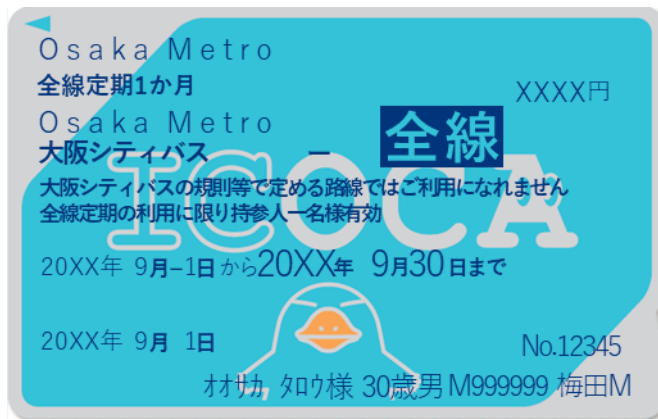 Osaka Metro
全線定期1か月
XXXX円
Osaka Metro
大阪シティバス ー 全線
大阪シティバスの規則等で定める路線ではご利用になれません
全線定期の利用に限り持参人一名様有効
ICOCA
20XX年 9月-1日から20XX年 9月30日まで
20XX年 9月 1日
No.12345
オオサカ, タロウ様 30歳男 M999999 梅田M